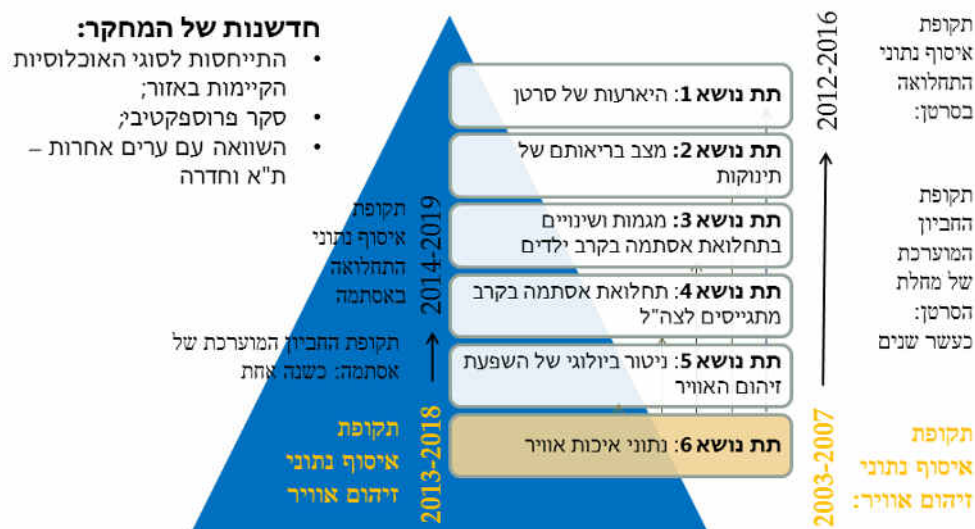 חדשנות של המחקר:
• התייחסות לסוגי האוכלוסיות
הקיימות באזור;
• סקר פרוספקטיבי;
• השוואה עם ערים אחרות –
ת"א וחדרה
תקופת
איסוף נתוני
התחלואה
בסרטן:
2012-2016
תקופת
החביון
המוערכת
של מחלת
הסרטן:
כעשר שנים
תקופת
איסוף נתוני
זיהום אוויר:
2003-2007
תת נושא 1: היארעות של סרטן
תת נושא 2: מצב בריאותם של
תינוקות
תת נושא 3: מגמות ושינויים
בתחלואת אסתמה בקרב ילדים
תת נושא 4: תחלואת אסתמה בקרב
מתגייסים לצה"ל
תת נושא 5: ניטור ביולוגי של השפעת
זיהום האוויר
תת נושא 6: נתוני איכות אוויר
תקופת
איסוף נתוני
התחלואה
באסתמה
2014-2019
תקופת החביון המוערכת של
אסתמה: כשנה אחת
תקופת
איסוף נתוני
זיהום אוויר
2013-2018